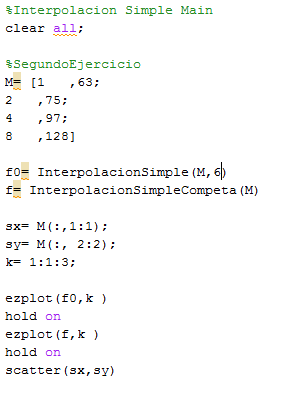 %Interpolacion Simple Main
clear all;
%SegundoEjercicio
M= [1   ,63;
2   ,75;
4   ,97;
8   ,128]
f0= InterpolacionSimple(M,6)
f= InterpolacionSimpleCompeta(M)
sx= M(:,1:1);
sy= M(:, 2:2);
k= 1:1:3;
ezplot(f0,k )
hold on
ezplot(f,k )
hold on
scatter(sx,sy)